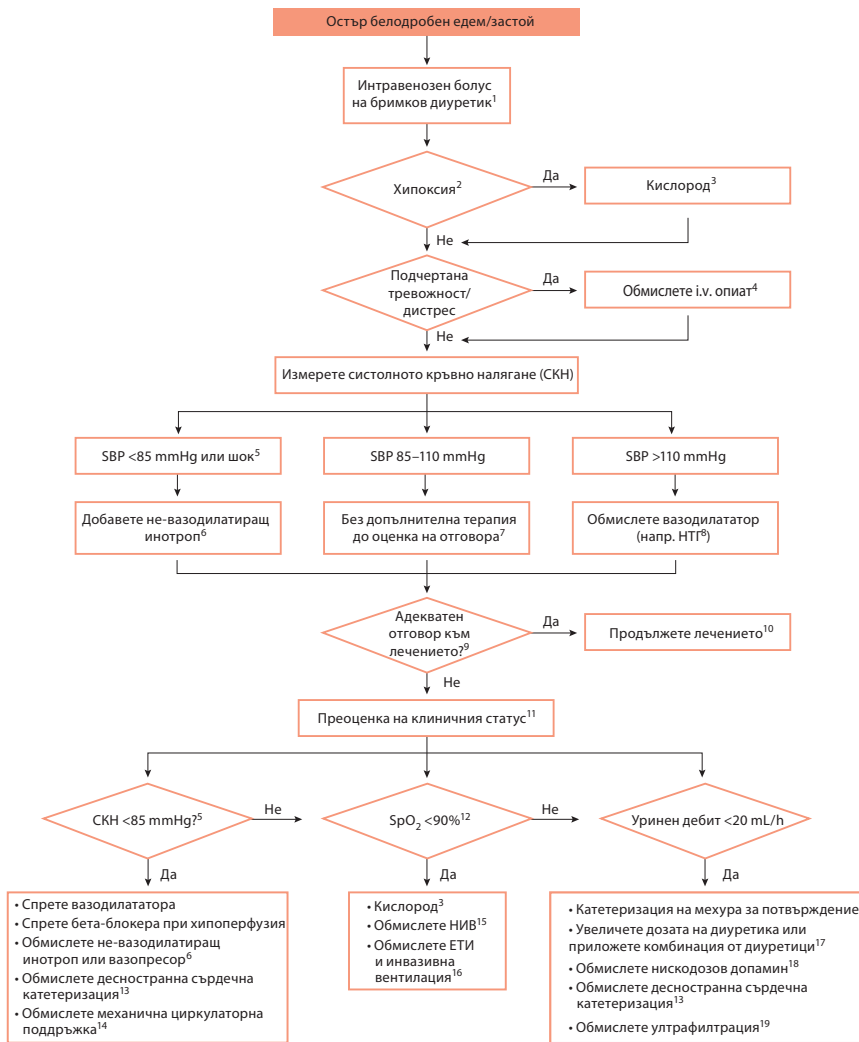 Остър белодробен едем/застой
Интравенозен болус
на бримков диуретик¹
Хипоксия²
Да
Кислород³
Не
Подчертана
тревожност/
дистрес
Да
Обмислете i.v. опиат⁴
Не
Измерете систолното кръвно налягане (СКН)
SBP <85 mmHg или шок⁵
SBP 85–110 mmHg
SBP >110 mmHg
Добавете не-вазодилатиращ
инотроп⁶
Без допълнителна терапия
до оценка на отговора⁷
Обмислете вазодилататор
(напр. НТГ⁸)
Адекватен
отговор към
лечението?⁹
Да
Продължете лечението¹⁰
Не
Преоценка на клиничния статус¹¹
СКН <85 mmHg?⁵
Не
SpO₂ <90%¹²
Не
Уринен дебит <20 mL/h
Да
Да
Да
• Спрете вазодилататора
• Спрете бета-блокера при хипоперфузия
• Обмислете не-вазодилатиращ
инотроп или вазопресор⁶
• Обмислете десностранна сърдечна
катетеризация¹³
• Обмислете механична циркулаторна
поддръжка¹⁴
• Кислород³
• Обмислете НИВ¹⁵
• Обмислете ЕТИ
и инвазивна
вентилация¹⁶
• Катетеризация на мехура за потвърждение
• Увеличете дозата на диуретика или
приложете комбинация от диуретици¹⁷
• Обмислете нискодозов допамин¹⁸
• Обмислете десностранна сърдечна
катетеризация¹³
• Обмислете ултрафилтрация¹⁹